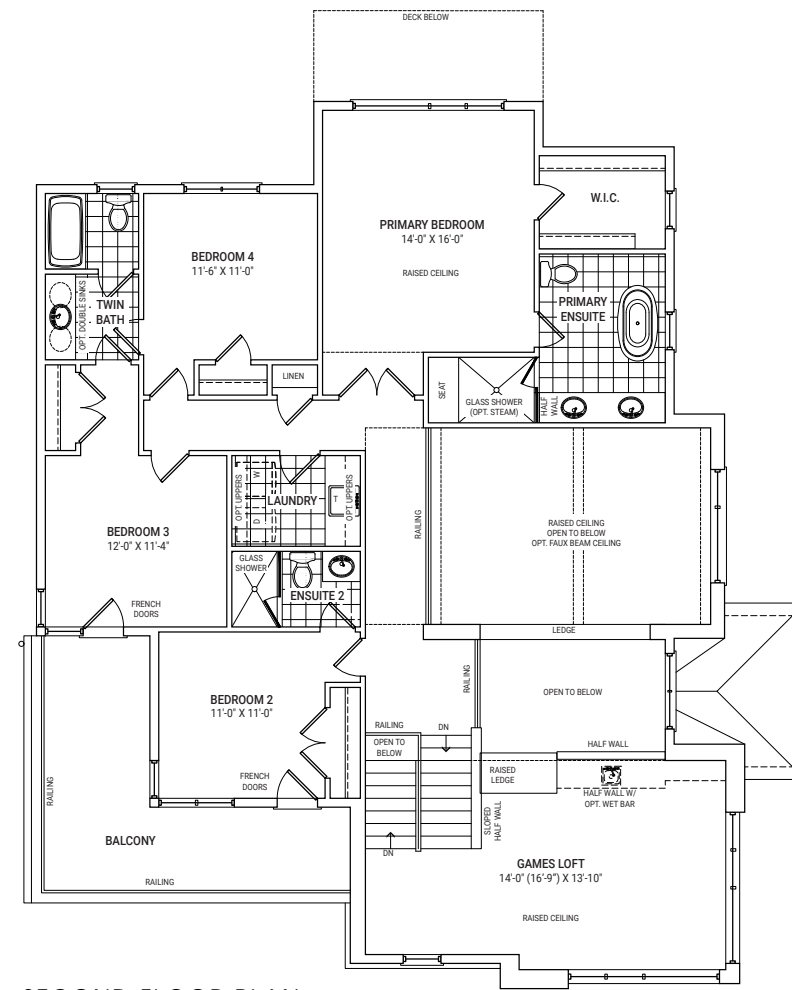 DECK BELOW
W.I.C.
PRIMARY BEDROOM
14'-0" X 16'-0"
RAISED CEILING
BEDROOM 4
11'-6" X 11'-0"
OPT. DOUBLE SINKS
TWIN
BATH
PRIMARY
ENSUITE
LINEN
SEAT
GLASS SHOWER
(OPT. STEAM)
HALF
WALL
OPT. UPPERS
W
D
LAUNDRY
T
OPT. UPPERS
RAILING
RAISED CEILING
OPEN TO BELOW
OPT. FAUX BEAM CEILING
BEDROOM 3
12'-0" X 11'-4"
GLASS
SHOWER
ENSUITE 2
FRENCH
DOORS
LEDGE
BEDROOM 2
11'-0" X 11'-0"
RAILING
OPEN TO BELOW
RAILING
DN
OPEN TO
BELOW
HALF WALL
RAISED
LEDGE
FRENCH
DOORS
HALF WALL W/
OPT. WET BAR
RAILING
SLOPED
HALF WALL
BALCONY
DN
GAMES LOFT
14'-0" (16'-9") X 13'-10"
RAILING
RAISED CEILING
SECOND FLOOR PLAN